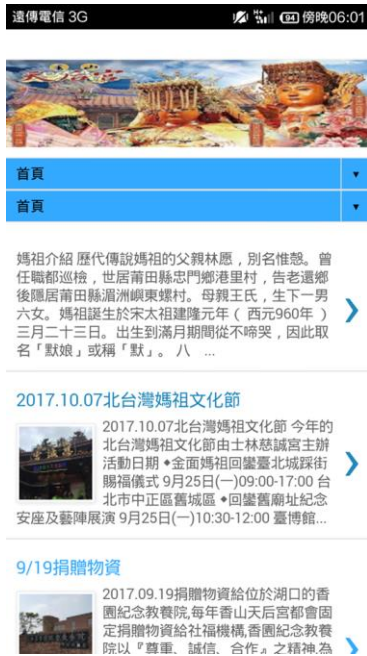 遠傳電信 3G
H+
94 傍晚06:01
首頁
首頁
媽祖介紹 歷代傳說媽祖的父親林愿，別名惟慤。曾
任職都巡檢，世居莆田縣忠門鄉港里村，告老還鄉
後隱居莆田縣湄洲嶼東螺村。母親王氏，生下一男
六女。媽祖誕生於宋太祖建隆元年（西元960年）
三月二十三日。出生到滿月期間從不啼哭，因此取
名「默娘」或稱「默」。 八 ...
2017.10.07北台灣媽祖文化節
2017.10.07北台灣媽祖文化節 今年的
北台灣媽祖文化節由士林慈諴宮主辦
活動日期 ◆金面媽祖回鑾臺北城踩街
賜福儀式 9月25日(一)09:00-17:00 台
北市中正區舊城區 ◆回鑾舊廟址紀念
安座及藝陣展演 9月25日(一)10:30-12:00 臺博館...
9/19捐贈物資
2017.09.19捐贈物資給位於湖口的香
園紀念教養院,每年香山天后宮都會固
定捐贈物資給社福機構,香園紀念教養
院以『尊重、誠信、合作』之精神,為